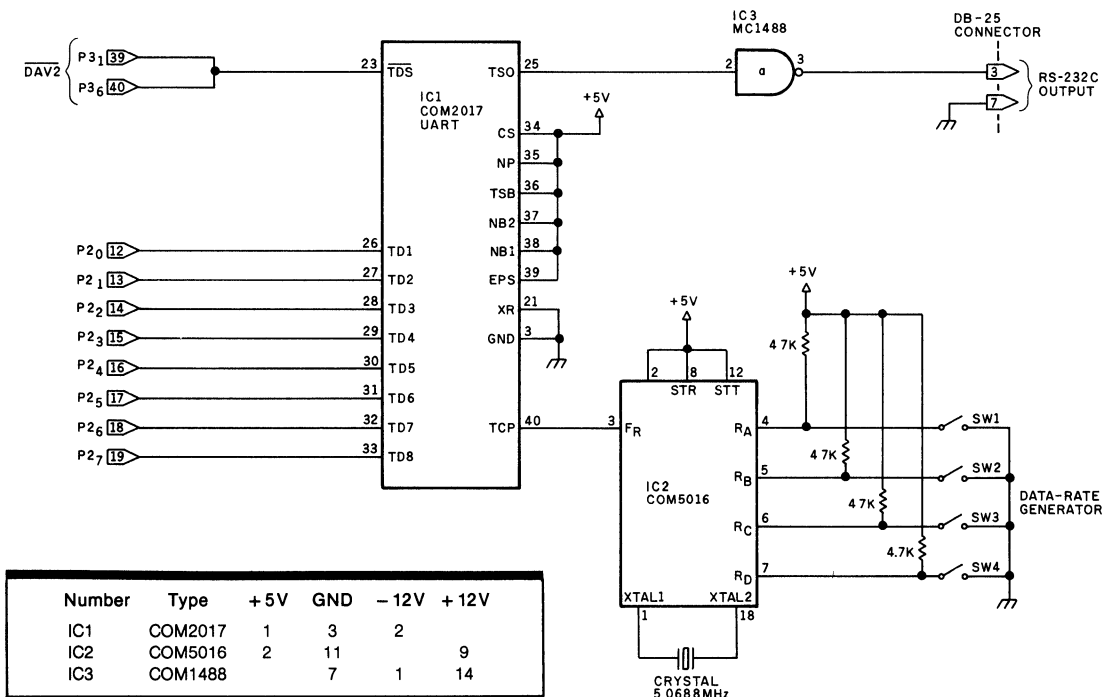 IC3
MC1488
DB-25
CONNECTOR
DAV2
P3₁ 39
P3₆ 40
23 TDS
TSO 25
IC1
COM2017
UART
2
a
3
3
7
RS-232C
OUTPUT
+5V
CS 34
NP 35
TSB 36
NB2 37
NB1 38
EPS 39
XR 21
GND 3
P2₀ 12
26 TD1
P2₁ 13
27 TD2
P2₂ 14
28 TD3
P2₃ 15
29 TD4
P2₄ 16
30 TD5
P2₅ 17
31 TD6
P2₆ 18
32 TD7
P2₇ 19
33 TD8
TCP 40
+5V
2 8 12
STR STT
3 F_R
IC2
COM5016
R_A 4
R_B 5
R_C 6
R_D 7
XTAL1 XTAL2
1 18
CRYSTAL
5.0688MHz
+5V
4 7K
4 7K
4 7K
4.7K
SW1
SW2
SW3
SW4
DATA-RATE
GENERATOR
Number Type +5V GND -12V +12V
IC1 COM2017 1 3 2
IC2 COM5016 2 11 9
IC3 COM1488 7 1 14